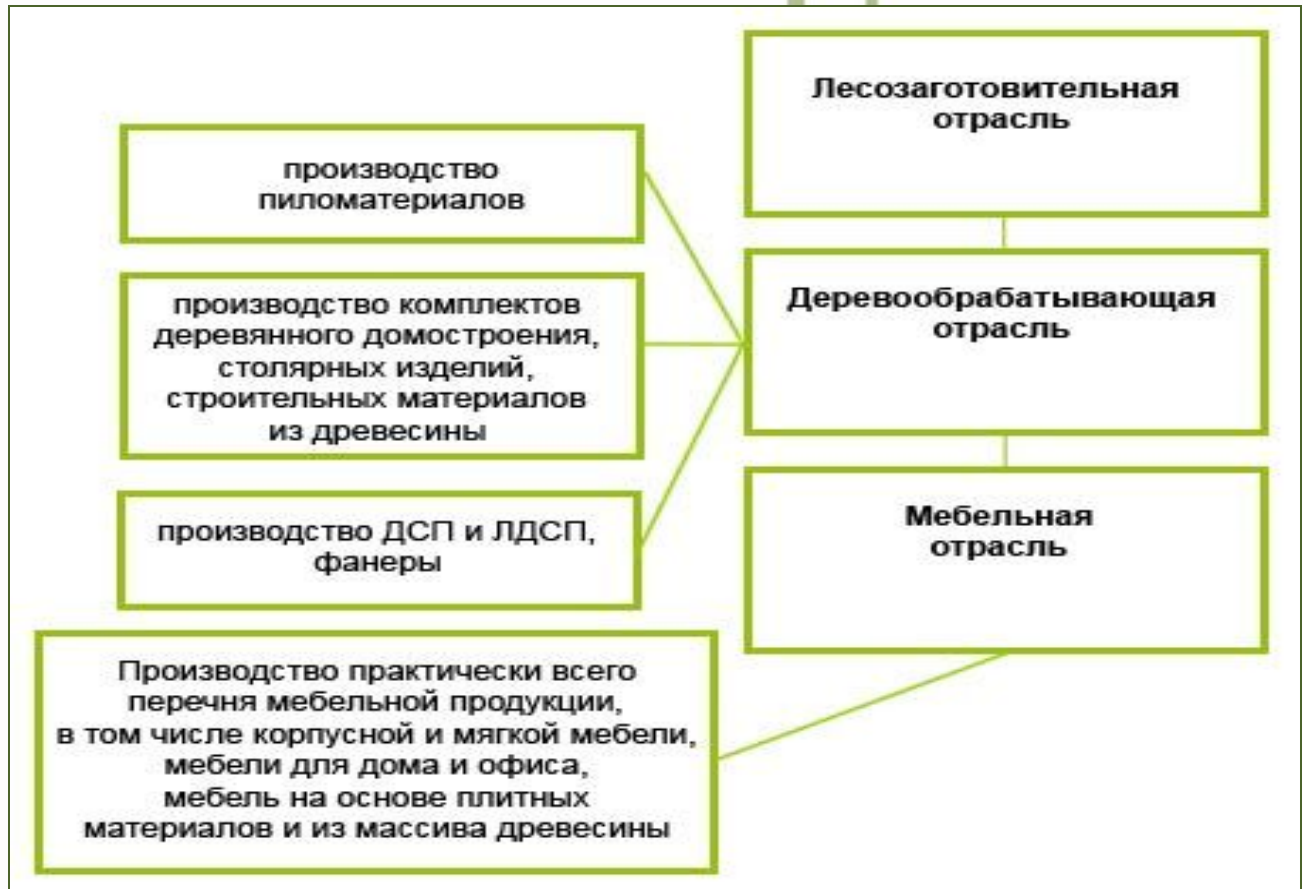 Лесозаготовительная
отрасль
производство
пиломатериалов
Деревообрабатывающая
отрасль
производство комплектов
деревянного домостроения,
столярных изделий,
строительных материалов
из древесины
производство ДСП и ЛДСП,
фанеры
Мебельная
отрасль
Производство практически всего
перечня мебельной продукции,
в том числе корпусной и мягкой мебели,
мебели для дома и офиса,
мебель на основе плитных
материалов и из массива древесины